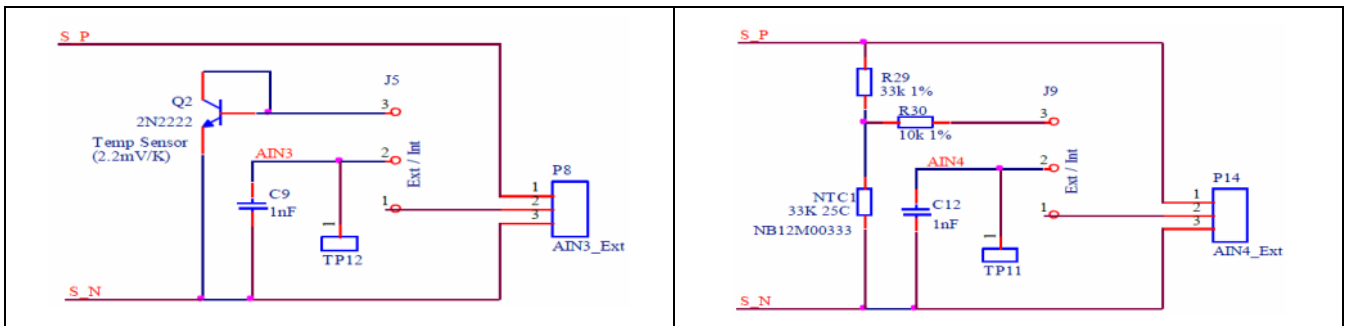 S_P
J5
Q2
2N2222
Temp Sensor
(2.2mV/K)
3
AIN3
2
Ext / Int
C9
1nF
1
1
TP12
P8
1
2
3
AIN3_Ext
S_N
S_P
R29
33k 1%
J9
R30
10k 1%
3
AIN4
2
Ext / Int
NTC1
33K 25C
NB12M00333
C12
1nF
1
1
TP11
P14
1
2
3
AIN4_Ext
S_N